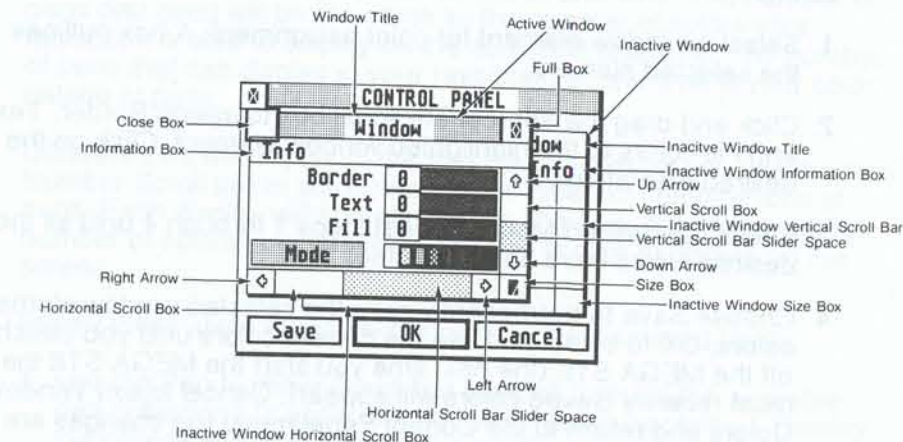 Window Title
Active Window
Inactive Window
Full Box
CONTROL PANEL
Close Box
Window
dow
Inactive Window Title
Information Box
Info
Info
Inactive Window Information Box
Up Arrow
Border 0
Text 0
Vertical Scroll Box
Inactive Window Vertical Scroll Bar
Fill 0
Vertical Scroll Bar Slider Space
Mode
Down Arrow
Right Arrow
Size Box
Horizontal Scroll Box
Inactive Window Size Box
Save
OK
Cancel
Left Arrow
Horizontal Scroll Bar Slider Space
Inactive Window Horizontal Scroll Box